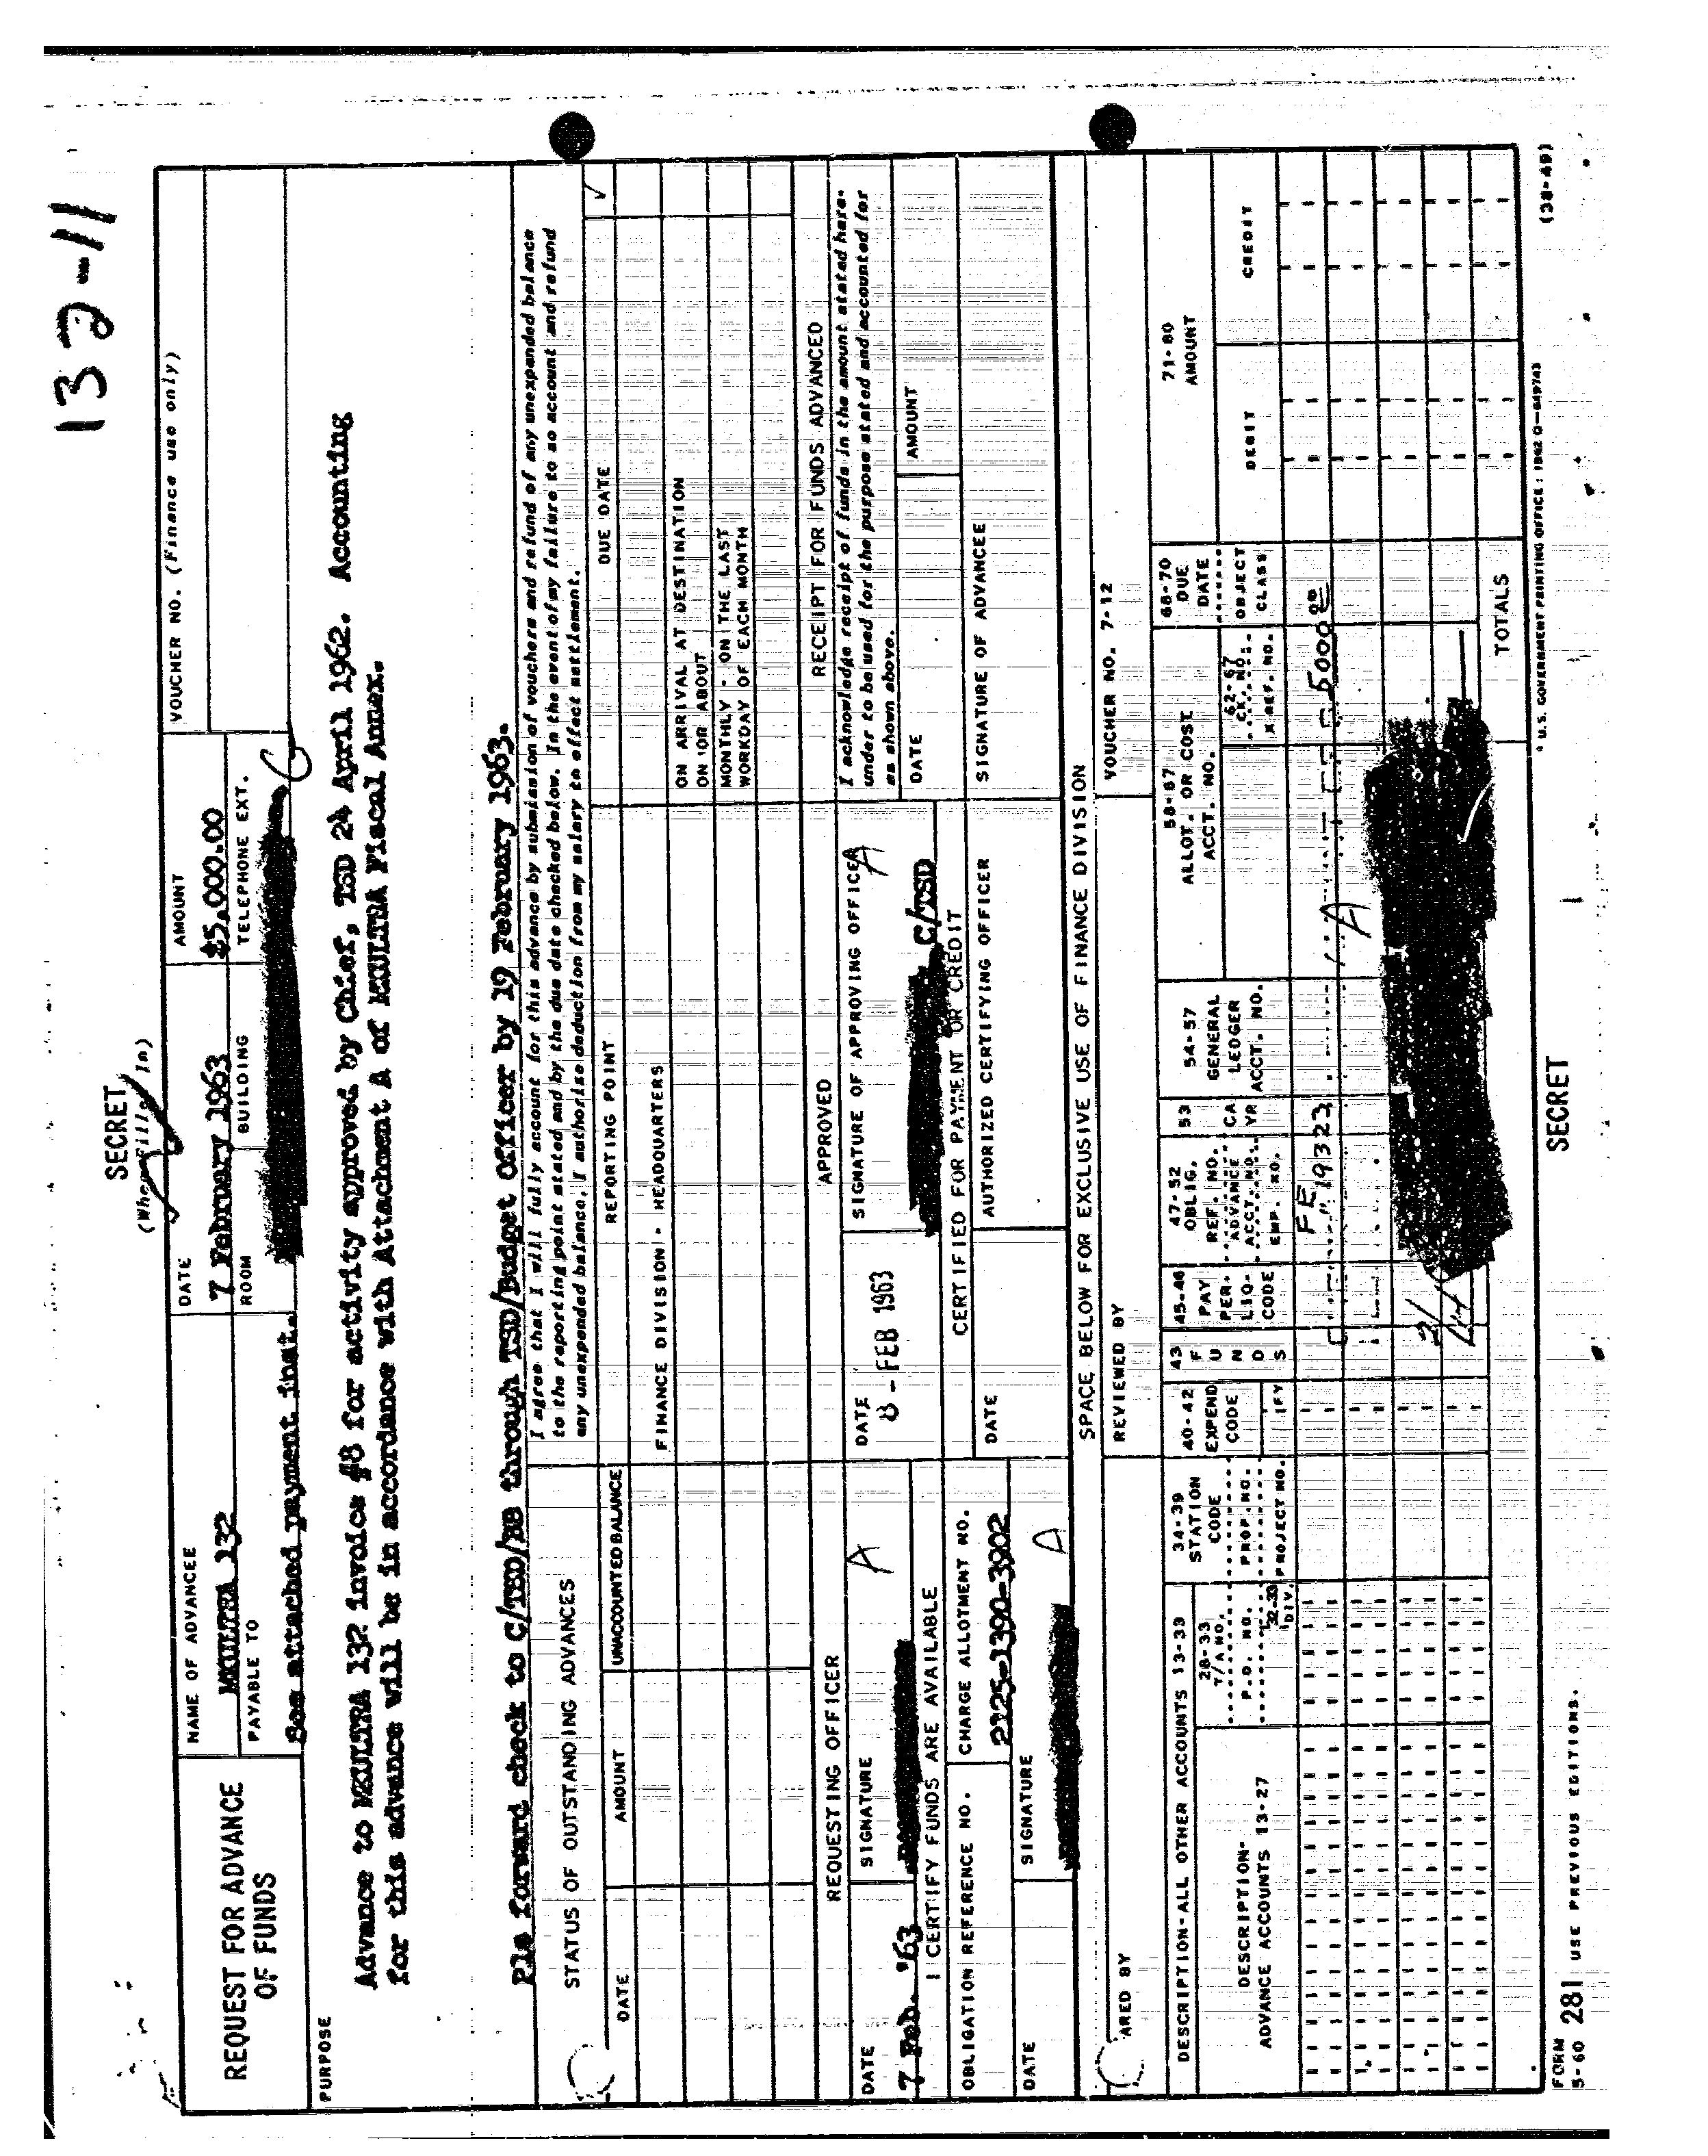 132-11
SECRET
(When Filled In)
REQUEST FOR ADVANCE
OF FUNDS
NAME OF ADVANCEE
MKULTRA 132
DATE
7 February 1963
AMOUNT
$5,000.00
VOUCHER NO. (Finance use only)
PAYABLE TO
See attached payment inst.
ROOM
BUILDING
TELEPHONE EXT.
C
PURPOSE
Advance to MKULTRA 132 invoice #8 for activity approved by Chief, TSD 24 April 1962. Accounting
for this advance will be in accordance with Attachment A of MKULTRA Fiscal Annex.
Pls forward check to C/TSD/BB through TSD/Budget Officer by 19 February 1963.
STATUS OF OUTSTANDING ADVANCES
I agree that I will fully account for this advance by submission of vouchers and refund of any unexpended balance
to the reporting point stated and by the due date checked below. In the event of my failure to so account and refund
any unexpended balance, I authorize deduction from my salary to effect settlement.
DATE
AMOUNT
UNACCOUNTED BALANCE
REPORTING POINT
DUE DATE
FINANCE DIVISION - HEADQUARTERS
ON ARRIVAL AT DESTINATION
ON OR ABOUT
MONTHLY - ON THE LAST
WORKDAY OF EACH MONTH
REQUESTING OFFICER
APPROVED
RECEIPT FOR FUNDS ADVANCED
DATE
7 Feb. '63
SIGNATURE
A
DATE
8 - FEB 1963
SIGNATURE OF APPROVING OFFICER
A
C/TSD
I acknowledge receipt of funds in the amount stated here-
under to be used for the purpose stated and accounted for
as shown above.
I CERTIFY FUNDS ARE AVAILABLE
CERTIFIED FOR PAYMENT OR CREDIT
DATE
AMOUNT
OBLIGATION REFERENCE NO.
CHARGE ALLOTMENT NO.
2125-1390-3902
DATE
AUTHORIZED CERTIFYING OFFICER
SIGNATURE OF ADVANCEE
DATE
SIGNATURE
A
SPACE BELOW FOR EXCLUSIVE USE OF FINANCE DIVISION
ARED BY
REVIEWED BY
VOUCHER NO. 7-12
DESCRIPTION-ALL OTHER ACCOUNTS 13-33
DESCRIPTION-
ADVANCE ACCOUNTS 13-27
28-33
T/A NO.
P.O. NO.
32-33
DIV.
34-39
STATION
CODE
PROP. NO.
PROJECT NO.
40-42
EXPEND
CODE
IFY
43
F
U
N
D
S
45-46
PAY
PER-
LIQ-
CODE
47-52
OBLIG.
REF. NO.
ADVANCE
ACCT. NO.
EMP. NO.
53
CA
YR
54-57
GENERAL
LEDGER
ACCT. NO.
58-67
ALLOT. OR COST
ACCT. NO.
62-67
CK. NO.
X REF. NO.
68-70
DUE
DATE
OBJECT
CLASS
71-80
AMOUNT
DEBIT
CREDIT
FE 19323
A
5000 00
TOTALS
FORM
5-60 281 USE PREVIOUS EDITIONS.
SECRET
* U.S. GOVERNMENT PRINTING OFFICE: 1962 O—649743
(38-49)